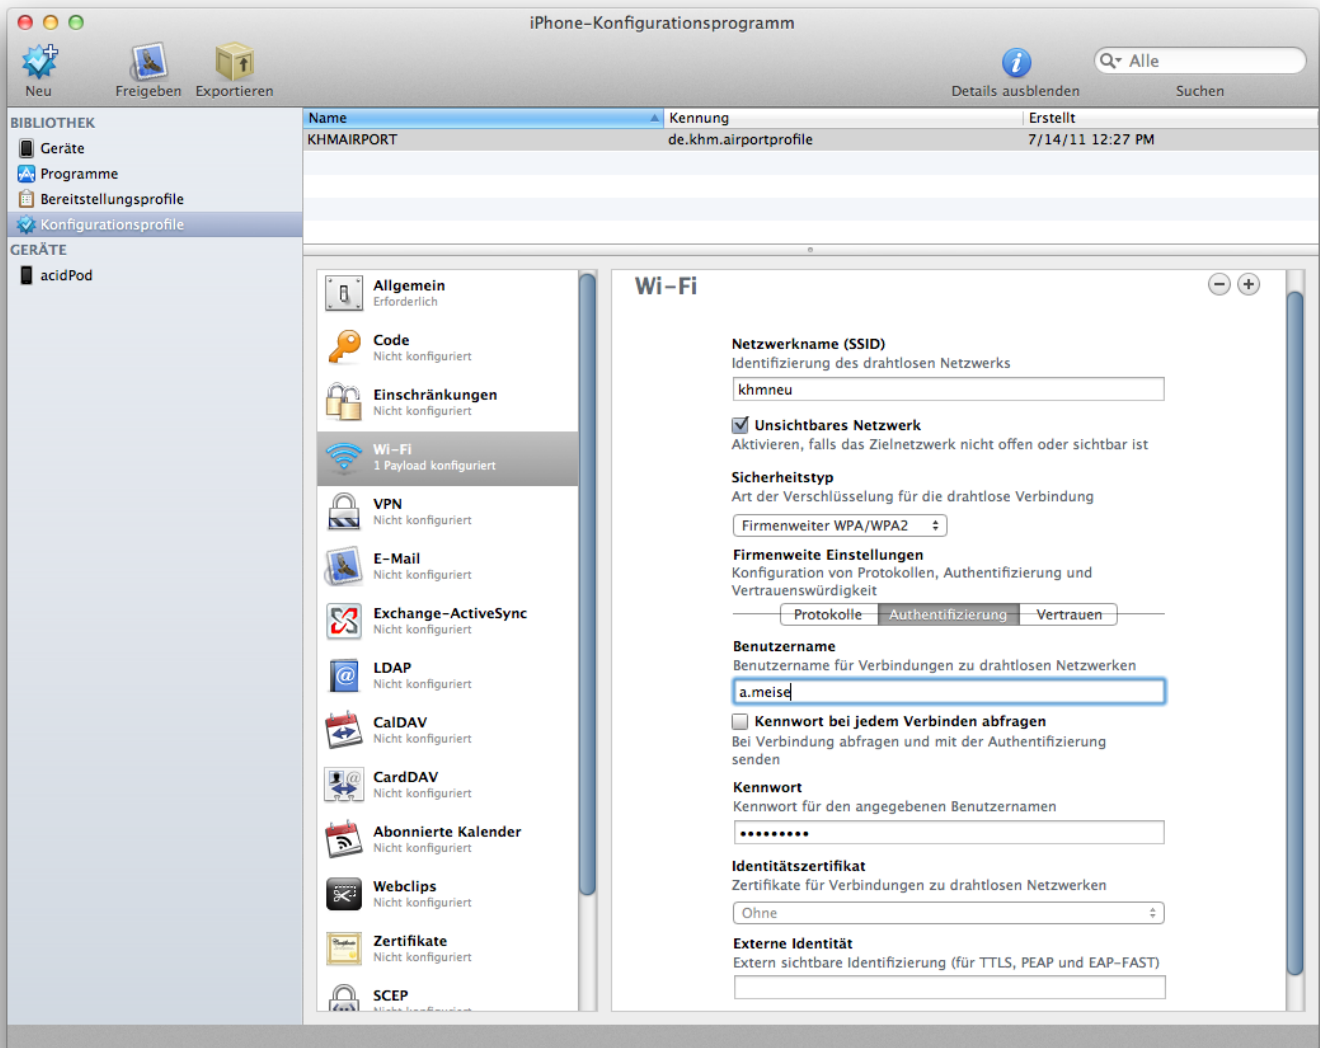 iPhone-Konfigurationsprogramm
Neu
Freigeben
Exportieren
Details ausblenden
Alle
Suchen
BIBLIOTHEK
Geräte
Programme
Bereitstellungsprofile
Konfigurationsprofile
GERÄTE
acidPod
Name Kennung Erstellt
KHMAIRPORT de.khm.airportprofile 7/14/11 12:27 PM
Allgemein
Erforderlich
Code
Nicht konfiguriert
Einschränkungen
Nicht konfiguriert
Wi-Fi
1 Payload konfiguriert
VPN
Nicht konfiguriert
E-Mail
Nicht konfiguriert
Exchange-ActiveSync
Nicht konfiguriert
LDAP
Nicht konfiguriert
CalDAV
Nicht konfiguriert
CardDAV
Nicht konfiguriert
Abonnierte Kalender
Nicht konfiguriert
Webclips
Nicht konfiguriert
Zertifikate
Nicht konfiguriert
SCEP
Nicht konfiguriert
Wi-Fi
Netzwerkname (SSID)
Identifizierung des drahtlosen Netzwerks
khmneu
Unsichtbares Netzwerk
Aktivieren, falls das Zielnetzwerk nicht offen oder sichtbar ist
Sicherheitstyp
Art der Verschlüsselung für die drahtlose Verbindung
Firmenweiter WPA/WPA2
Firmenweite Einstellungen
Konfiguration von Protokollen, Authentifizierung und
Vertrauenswürdigkeit
Protokolle Authentifizierung Vertrauen
Benutzername
Benutzername für Verbindungen zu drahtlosen Netzwerken
a.meise
Kennwort bei jedem Verbinden abfragen
Bei Verbindung abfragen und mit der Authentifizierung
senden
Kennwort
Kennwort für den angegebenen Benutzernamen
•••••••••
Identitätszertifikat
Zertifikate für Verbindungen zu drahtlosen Netzwerken
Ohne
Externe Identität
Extern sichtbare Identifizierung (für TTLS, PEAP und EAP-FAST)